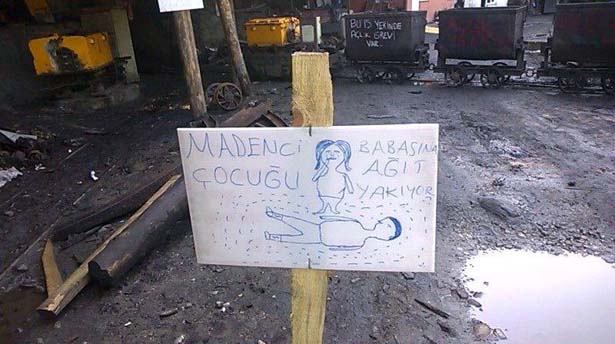 BU İŞ YERİNDE
AÇLIK GREVİ
VAR...
MADENCİ
ÇOCUĞU
BABASINA
AĞIT
YAKIYOR